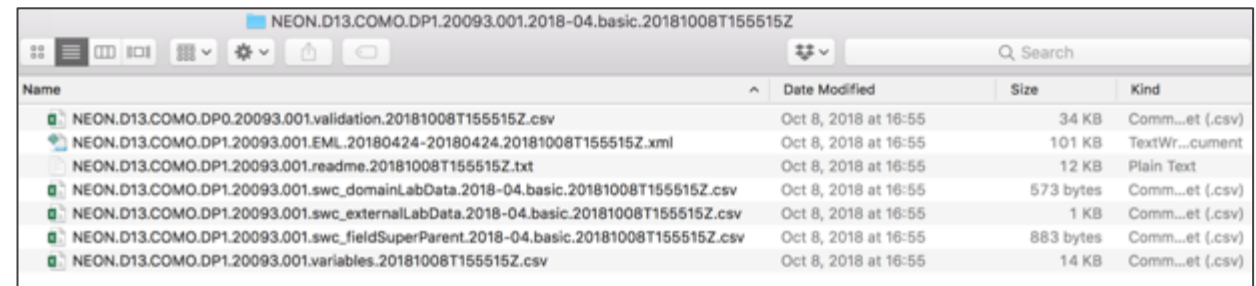 NEON.D13.COMO.DP1.20093.001.2018-04.basic.20181008T155515Z
Search
Name Date Modified Size Kind
NEON.D13.COMO.DP0.20093.001.validation.20181008T155515Z.csv Oct 8, 2018 at 16:55 34 KB Comm...et (.csv)
NEON.D13.COMO.DP1.20093.001.EML.20180424-20180424.20181008T155515Z.xml Oct 8, 2018 at 16:55 101 KB TextWr...cument
NEON.D13.COMO.DP1.20093.001.readme.20181008T155515Z.txt Oct 8, 2018 at 16:55 12 KB Plain Text
NEON.D13.COMO.DP1.20093.001.swc_domainLabData.2018-04.basic.20181008T155515Z.csv Oct 8, 2018 at 16:55 573 bytes Comm...et (.csv)
NEON.D13.COMO.DP1.20093.001.swc_externalLabData.2018-04.basic.20181008T155515Z.csv Oct 8, 2018 at 16:55 1 KB Comm...et (.csv)
NEON.D13.COMO.DP1.20093.001.swc_fieldSuperParent.2018-04.basic.20181008T155515Z.csv Oct 8, 2018 at 16:55 883 bytes Comm...et (.csv)
NEON.D13.COMO.DP1.20093.001.variables.20181008T155515Z.csv Oct 8, 2018 at 16:55 14 KB Comm...et (.csv)